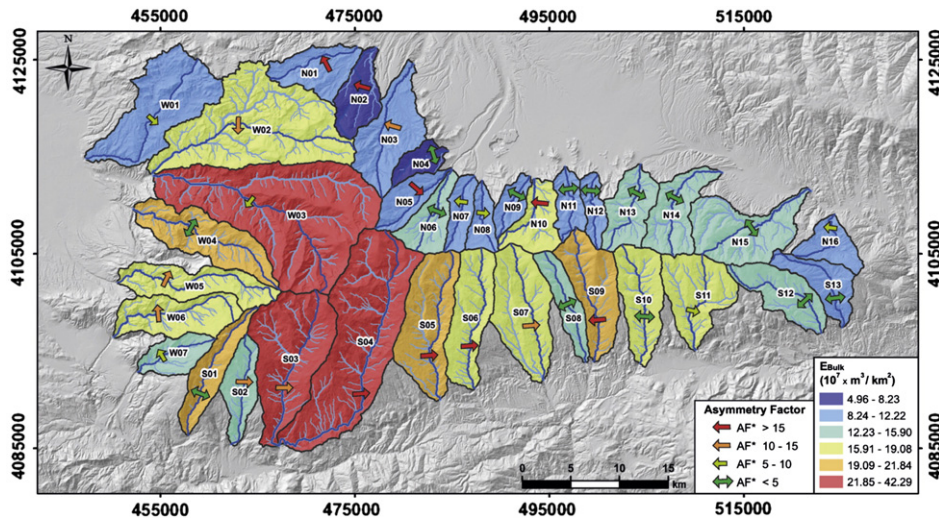 455000 475000 495000 515000
4125000
4125000
N
N01
W01
N02
W02
N03
N04
N05
N09
N11
N07
N12
N13
N14
W03
N06
N10
N08
W04
N15
N16
4105000
4105000
W05
S12
S13
W06
S05
S06
S07
S08
S09
S10
S11
W07
S03
S04
S01
S02
EBulk
(10⁷ x m³/ km²)
4.96 - 8.23
8.24 - 12.22
12.23 - 15.90
15.91 - 19.08
19.09 - 21.84
21.85 - 42.29
Asymmetry Factor
AF* > 15
AF* 10 - 15
AF* 5 - 10
AF* < 5
4085000
4085000
0 5 10 15
km
455000 475000 495000 515000